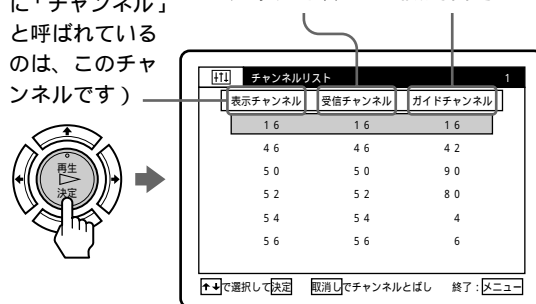 に「チャンネル」
と呼ばれている
のは、このチャ
ンネルです）
チャンネルリスト 1
表示チャンネル 受信チャンネル ガイドチャンネル
16 16 16
46 46 42
50 50 90
52 52 80
54 54 4
56 56 6
で選択して決定 取消しでチャンネルとばし 終了：メニュー
再生
決定